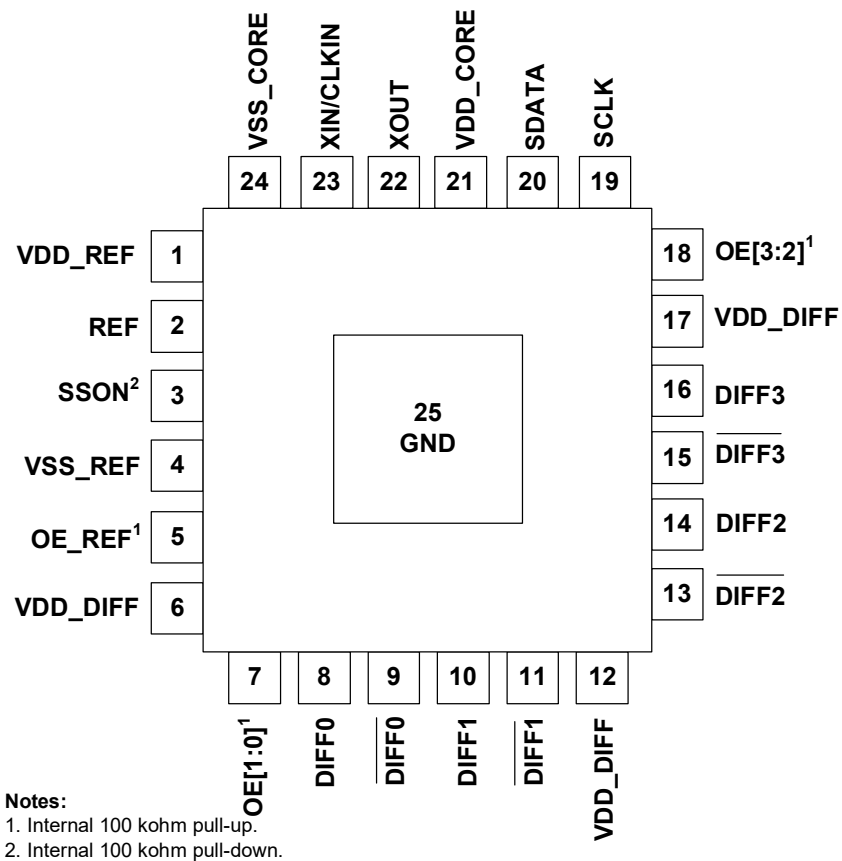 VSS_CORE
XIN/CLKIN
XOUT
VDD_CORE
SDATA
SCLK
24
23
22
21
20
19
VDD_REF 1
REF 2
SSON² 3
VSS_REF 4
OE_REF¹ 5
VDD_DIFF 6
25
GND
18 OE[3:2]¹
17 VDD_DIFF
16 DIFF3
15 DIFF3
14 DIFF2
13 DIFF2
7
8
9
10
11
12
OE[1:0]¹
DIFF0
DIFF0
DIFF1
DIFF1
VDD_DIFF
Notes:
1. Internal 100 kohm pull-up.
2. Internal 100 kohm pull-down.